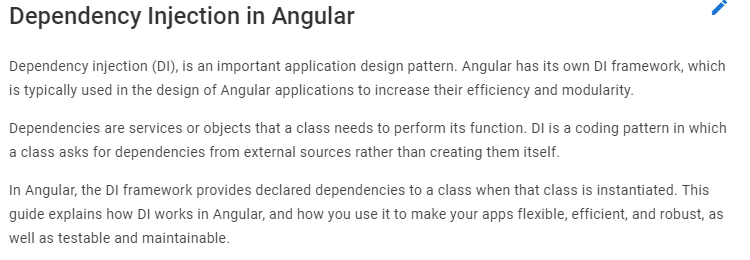 Dependency Injection in Angular
Dependency injection (DI), is an important application design pattern. Angular has its own DI framework, which
is typically used in the design of Angular applications to increase their efficiency and modularity.
Dependencies are services or objects that a class needs to perform its function. DI is a coding pattern in which
a class asks for dependencies from external sources rather than creating them itself.
In Angular, the DI framework provides declared dependencies to a class when that class is instantiated. This
guide explains how DI works in Angular, and how you use it to make your apps flexible, efficient, and robust, as
well as testable and maintainable.